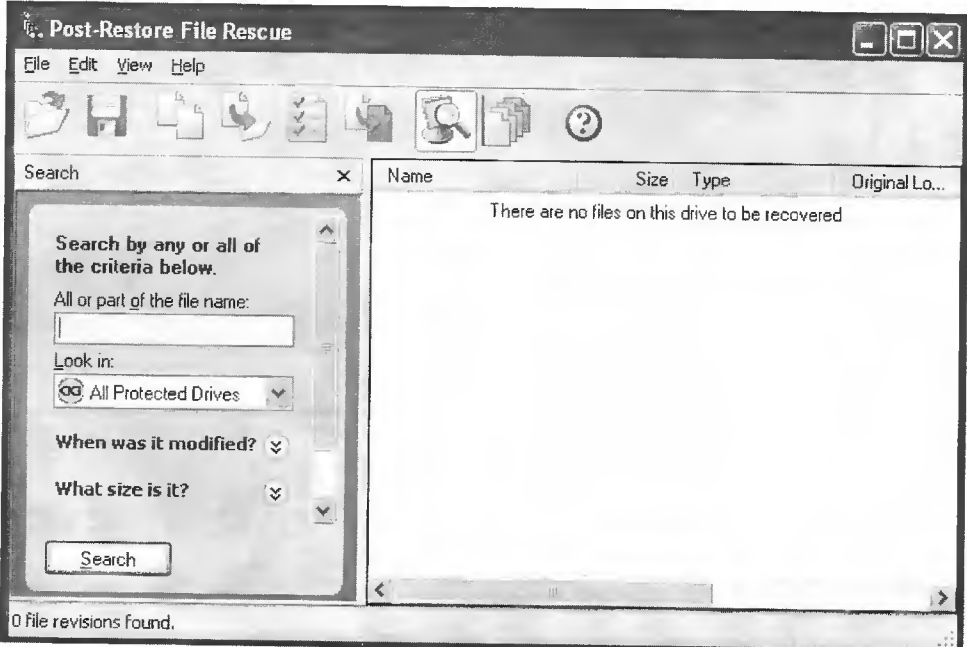 Post-Restore File Rescue
File Edit View Help
Search
Search by any or all of
the criteria below.
All or part of the file name:
Look in:
All Protected Drives
When was it modified?
What size is it?
Search
Name Size Type Original Lo...
There are no files on this drive to be recovered
0 file revisions found.